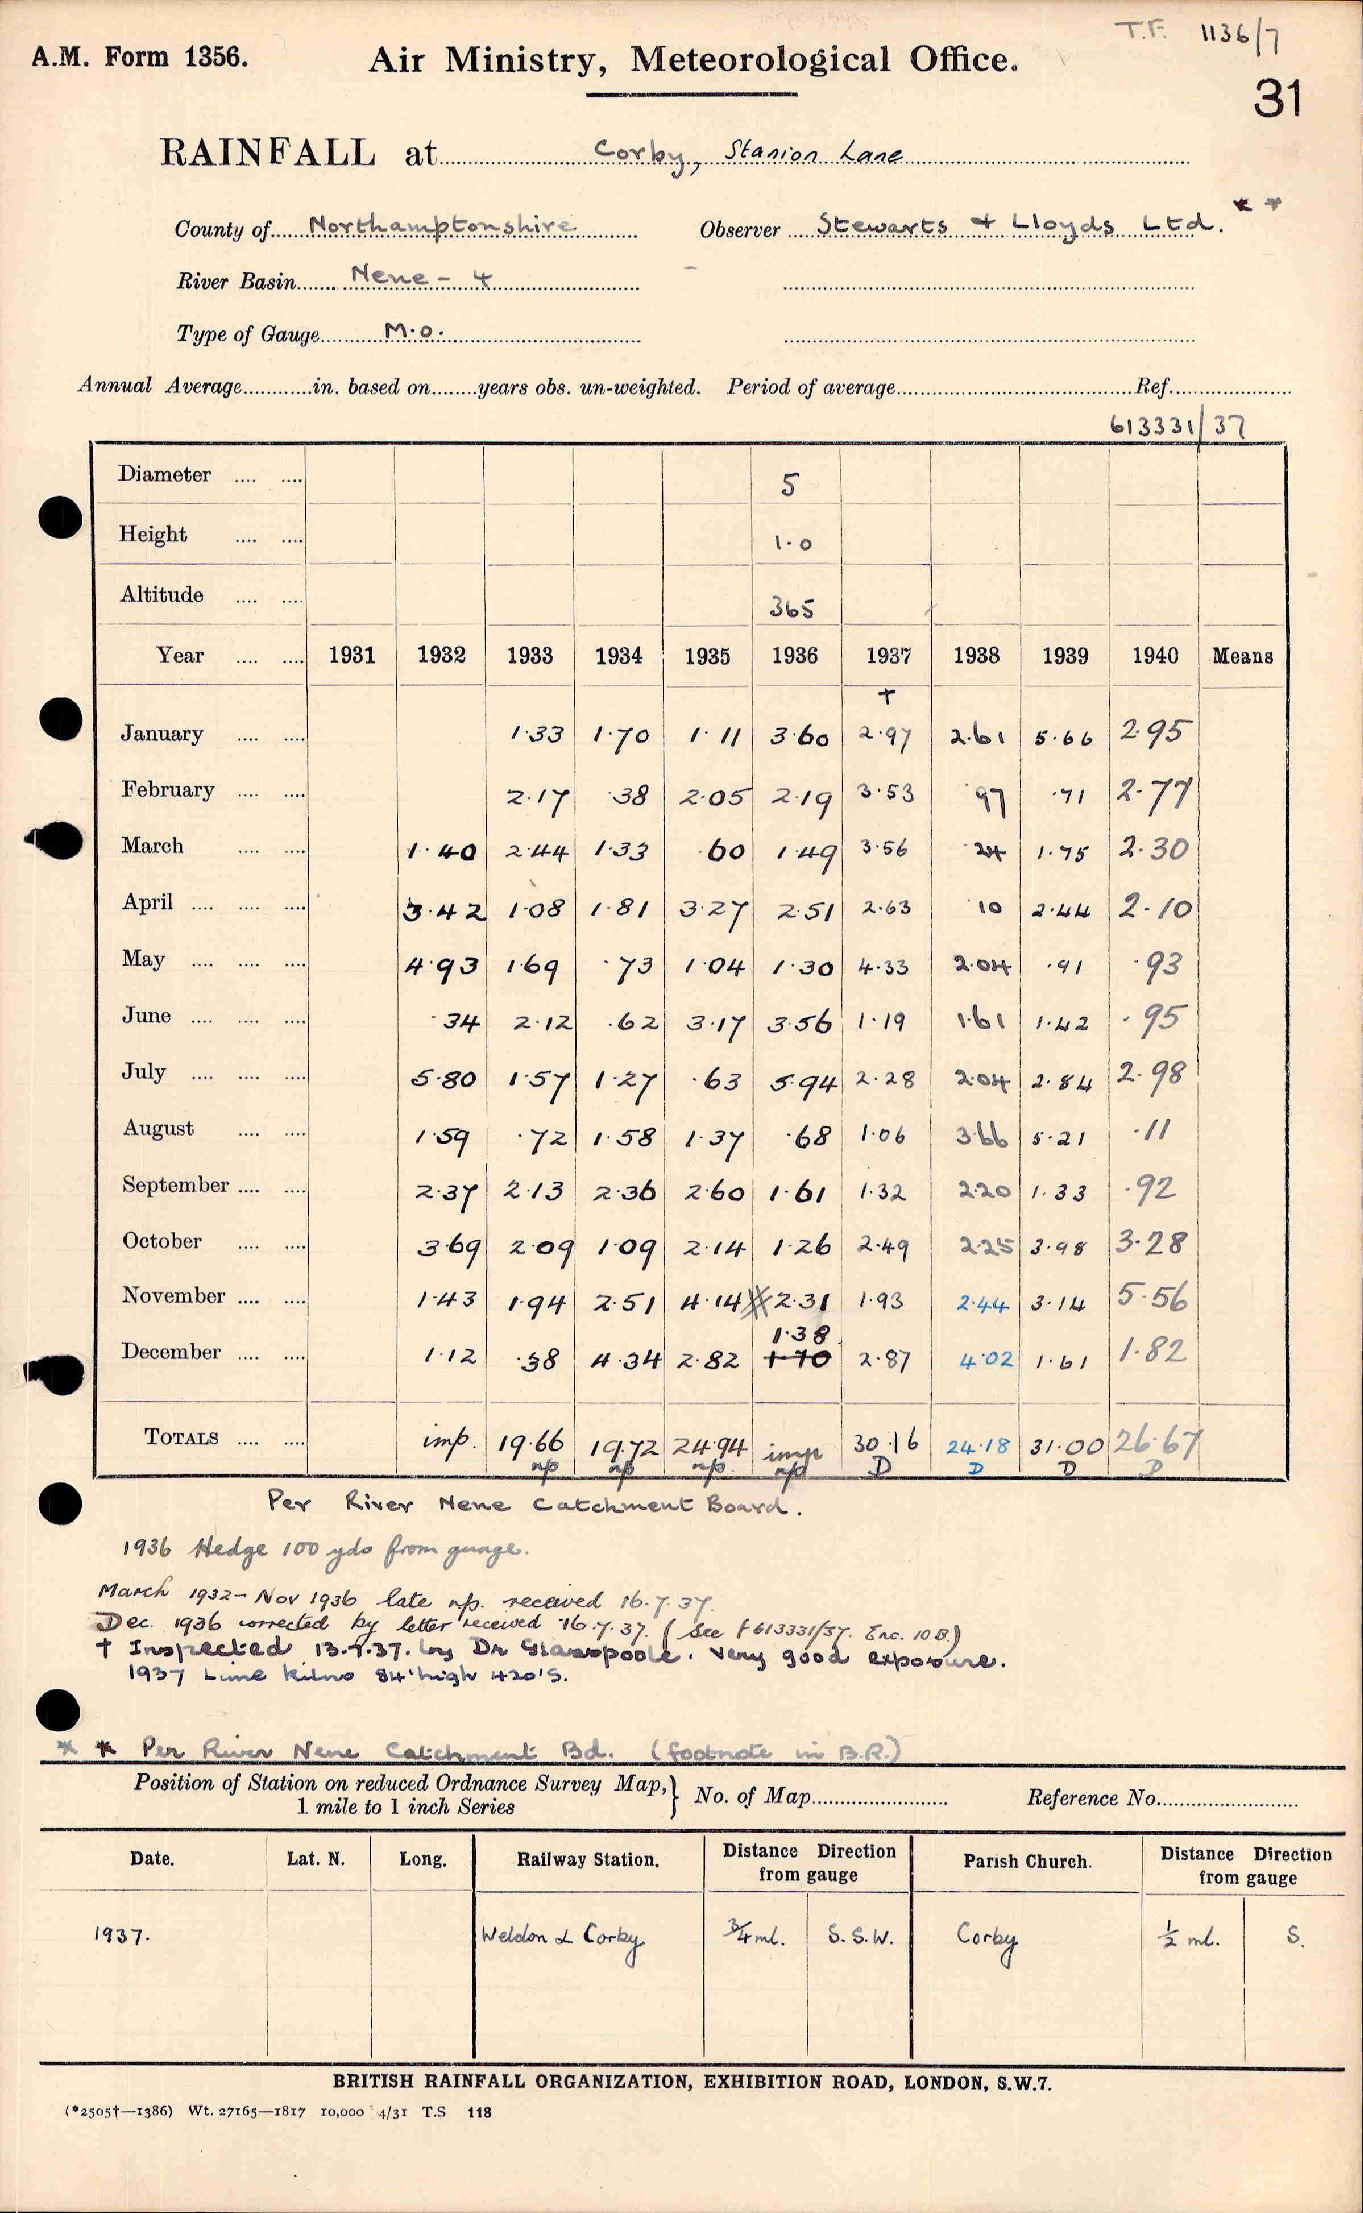 T.F. 1136/7
A.M. Form 1356. Air Ministry, Meteorological Office.
31
RAINFALL at Corby, Stanion Lane
County of Northamptonshire Observer Stewarts & Lloyds Ltd. * *
River Basin Nene - 4
Type of Gauge M.O.
Annual Average in. based on years obs. un-weighted. Period of average Ref.
613331/37
Diameter 5
Height 1.0
Altitude 365
Year 1931 1932 1933 1934 1935 1936 1937 1938 1939 1940 Means
†
January 1.33 1.70 1.11 3.60 2.97 2.61 5.66 2.95
February 2.17 .38 2.05 2.19 3.53 .97 .71 2.77
March 1.40 2.44 1.33 .60 1.49 3.56 .24 1.75 2.30
April 3.42 1.08 1.81 3.27 2.51 2.63 .10 2.44 2.10
May 4.93 1.69 .73 1.04 1.30 4.33 2.04 .91 .93
June .34 2.12 .62 3.17 3.56 1.19 1.61 1.42 .95
July 5.80 1.57 1.27 .63 5.94 2.28 2.04 2.84 2.98
August 1.59 .72 1.58 1.37 .68 1.06 3.66 5.21 .11
September 2.37 2.13 2.36 2.60 1.61 1.32 2.20 1.33 .92
October 3.69 2.09 1.09 2.14 1.26 2.49 2.25 3.98 3.28
November 1.43 1.94 2.51 4.14 2.31 1.93 2.44 3.14 5.56
1.38
December 1.12 .38 4.34 2.82 1.70 2.87 4.02 1.61 1.82
TOTALS imp. 19.66 19.72 24.94 imp 30.16 24.18 31.00 26.67
np np np. np D D D D
Per River Nene Catchment Board.
1936 Hedge 100 yds from guage.
March 1932 - Nov 1936 late np. received 16.7.37.
Dec. 1936 corrected by letter received 16.7.37. (See f 613331/37. Enc. 10B)
† Inspected 13.9.37. by Dr Glasspoole. Very good exposure.
1937 Lime kilns 84' high 420' S.
* * Per River Nene Catchment Bd. (footnote in B.R.)
Position of Station on reduced Ordnance Survey Map, } No. of Map Reference No.
1 mile to 1 inch Series
Date. Lat. N. Long. Railway Station. Distance Direction from gauge Parish Church. Distance Direction from gauge
1937. Weldon & Corby 3/4 ml. S.S.W. Corby 1/2 ml. S.
BRITISH RAINFALL ORGANIZATION, EXHIBITION ROAD, LONDON, S.W.7.
(*2505†—1386) Wt. 27165—1817 10,000 4/31 T.S 118